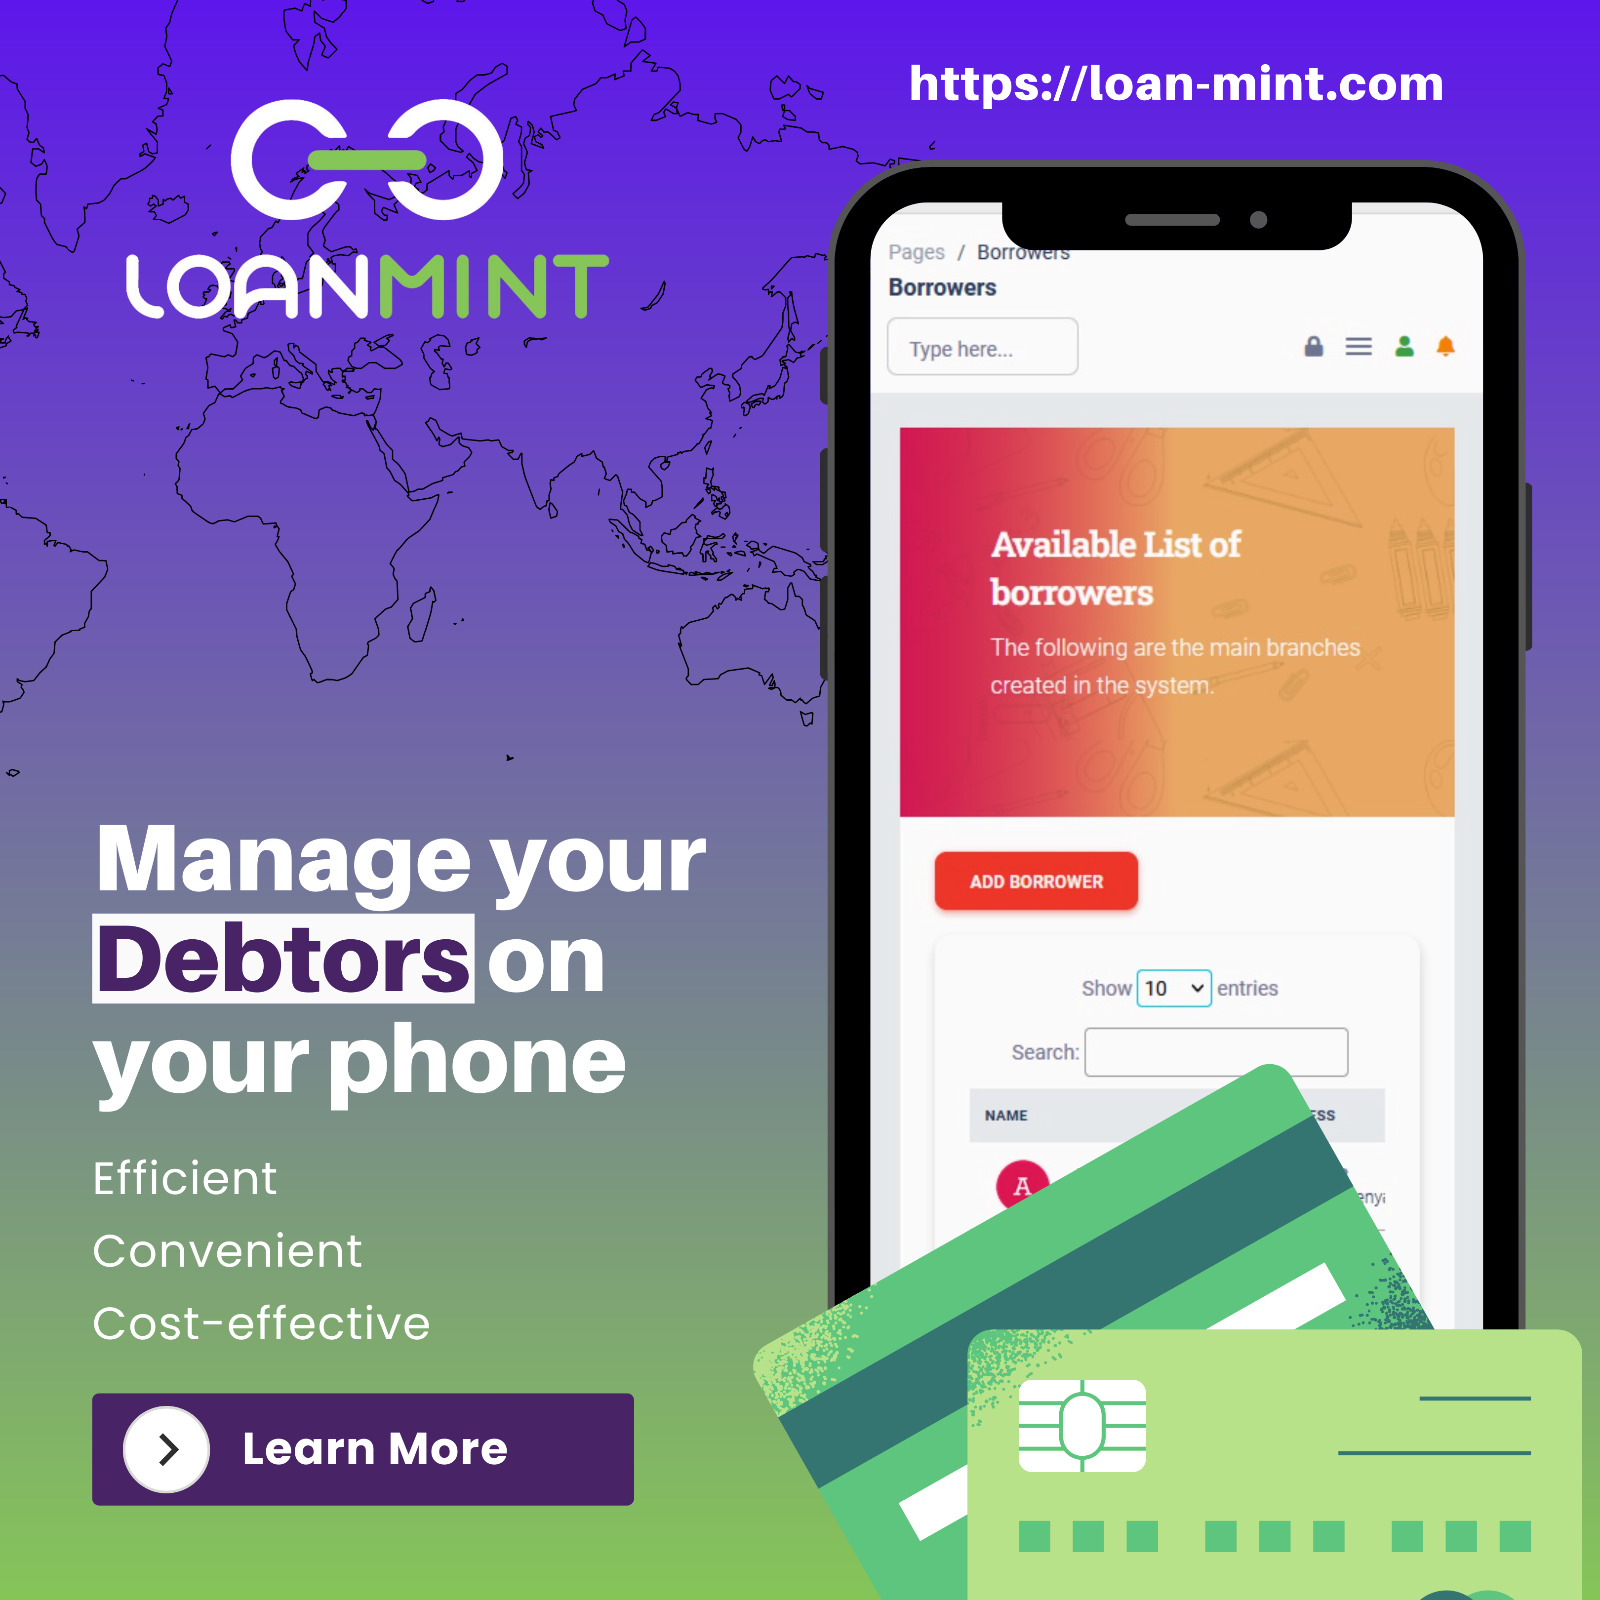 https://loan-mint.com
LOANMINT
Pages / Borrowers
Borrowers
Type here...
Available List of
borrowers
The following are the main branches
created in the system.
ADD BORROWER
Show 10 entries
Search:
NAME
A
Manage your
Debtors on
your phone
Efficient
Convenient
Cost-effective
Learn More